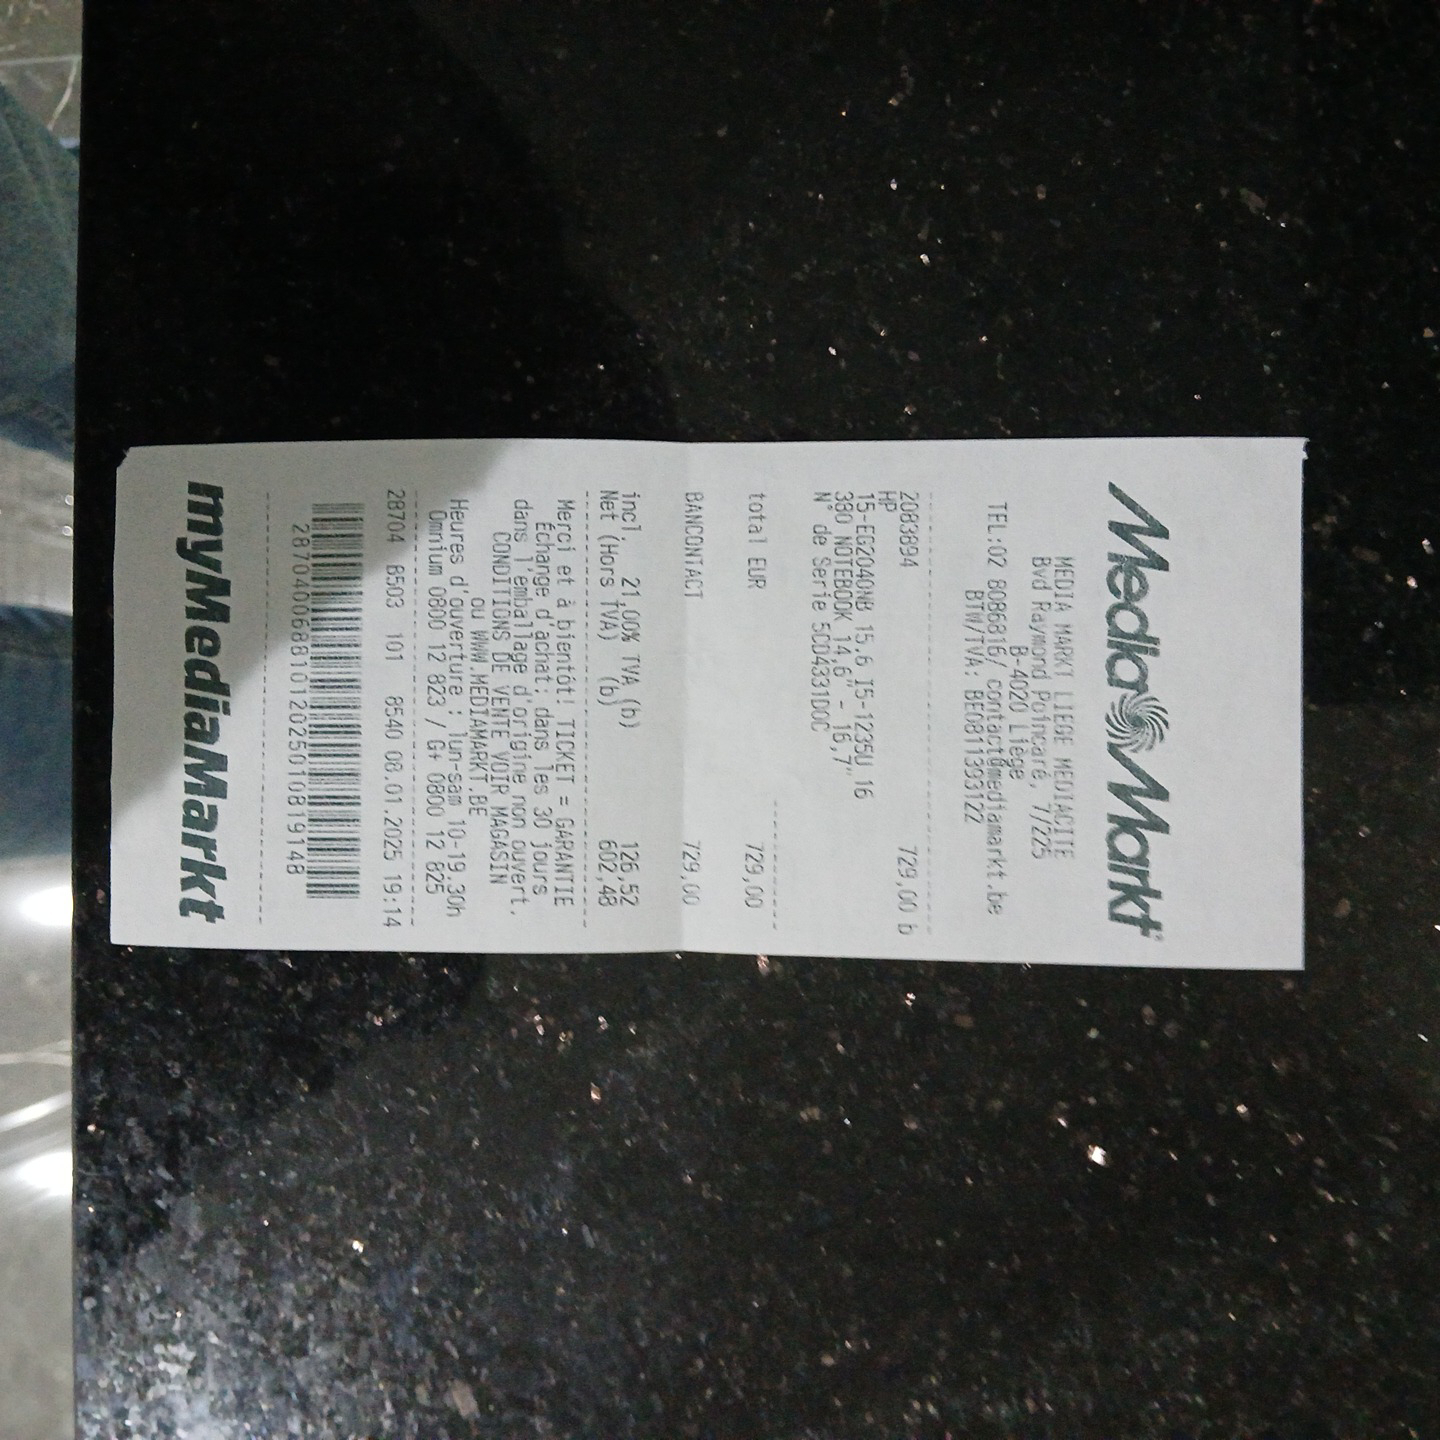 MediaMarkt®
MEDIA MARKT LIEGE MEDIACITE
Bvd Raymond Poincaré, 7/225
B-4020 Liège
TEL:02 8086816/ contact@mediamarkt.be
BTW/TVA: BE0811399122
2083894 729,00 b
HP
15-EG2040NB 15.6 I5-1235U 16
380 NOTEBOOK 14,6" - 16,7"
N° de Serie 5CD4331D0C
total EUR 729,00
BANCONTACT 729,00
incl. 21,00% TVA (b) 126,52
Net (Hors TVA) (b) 602,48
Merci et à bientôt! TICKET = GARANTIE
Échange d'achat: dans les 30 jours
dans l'emballage d'origine non ouvert.
CONDITIONS DE VENTE VOIR MAGASIN
ou WWW.MEDIAMARKT.BE
Heures d'ouverture : lun-sam 10-19.30h
Omnium 0800 12 823 / G+ 0800 12 825
28704 8503 101 8540 08.01.2025 19:14
28704006881012025010819148
myMediaMarkt